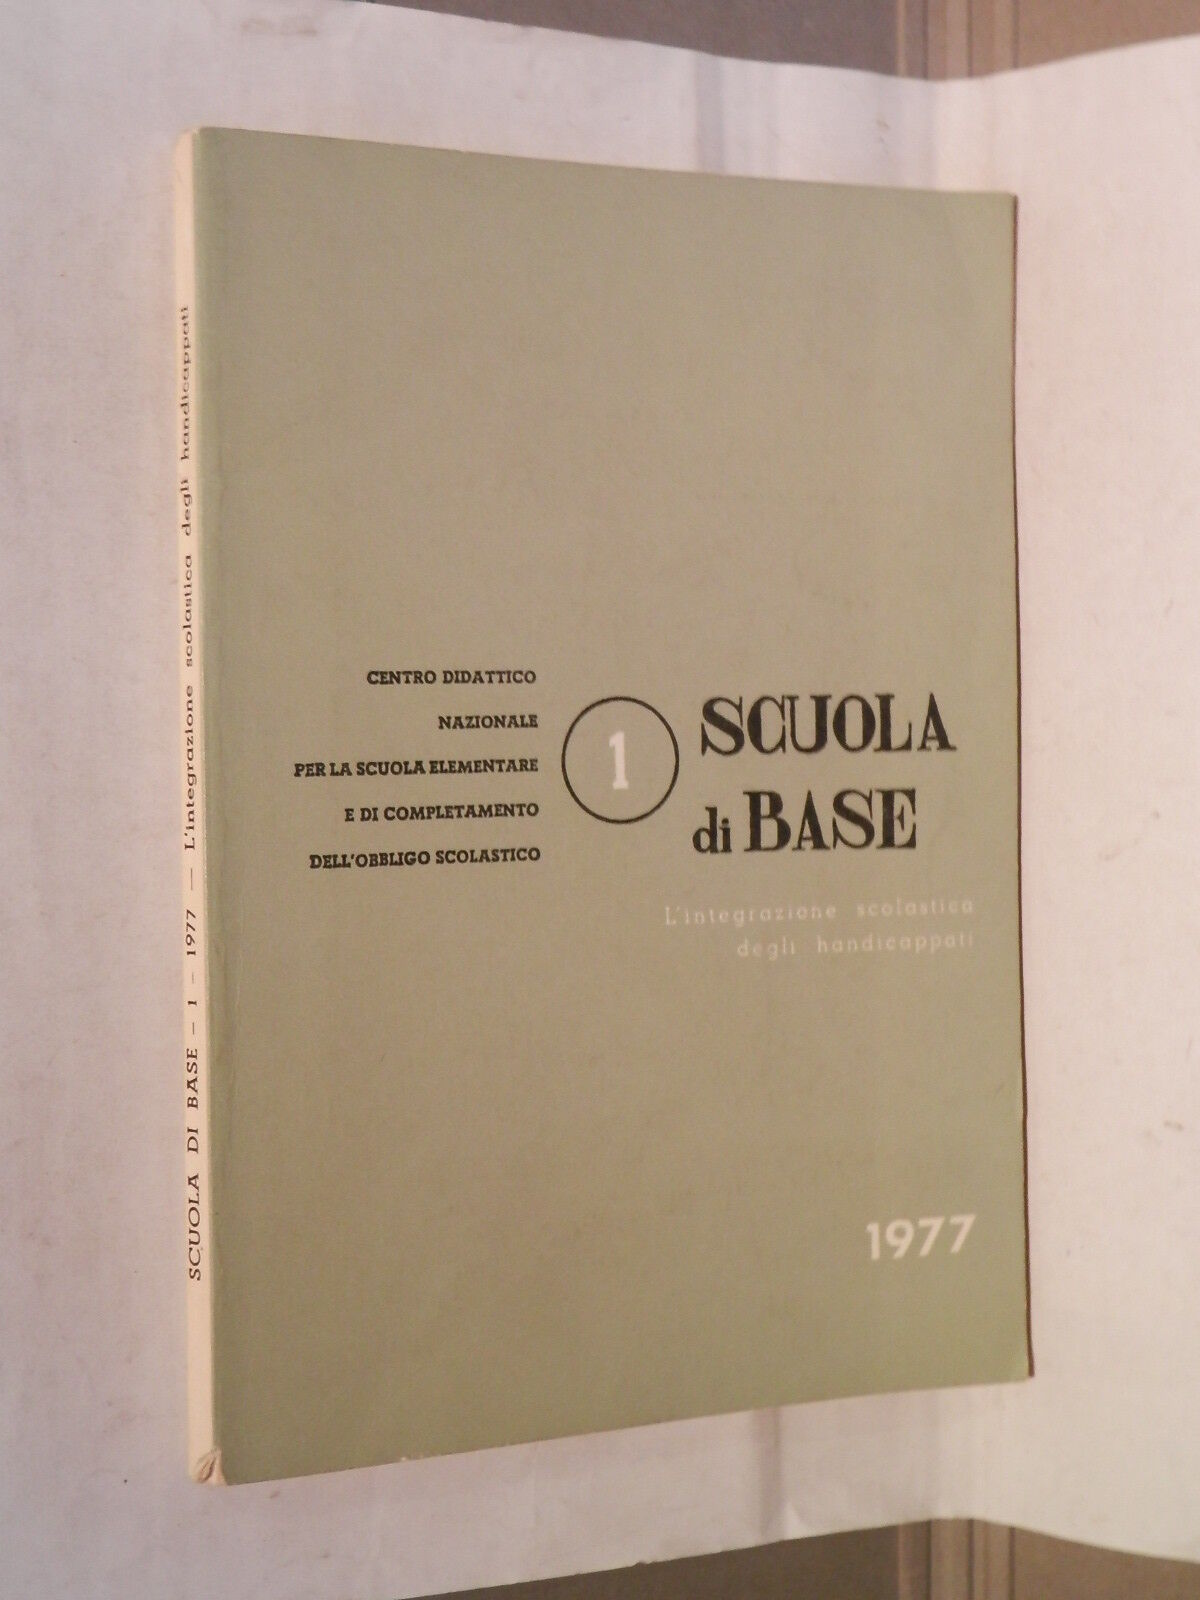 SCUOLA DI BASE – 1 – 1977 — L'integrazione scolastica degli handicappati
CENTRO DIDATTICO
NAZIONALE
PER LA SCUOLA ELEMENTARE
E DI COMPLETAMENTO
DELL'OBBLIGO SCOLASTICO
1
SCUOLA
di BASE
L'integrazione scolastica
degli handicappati
1977